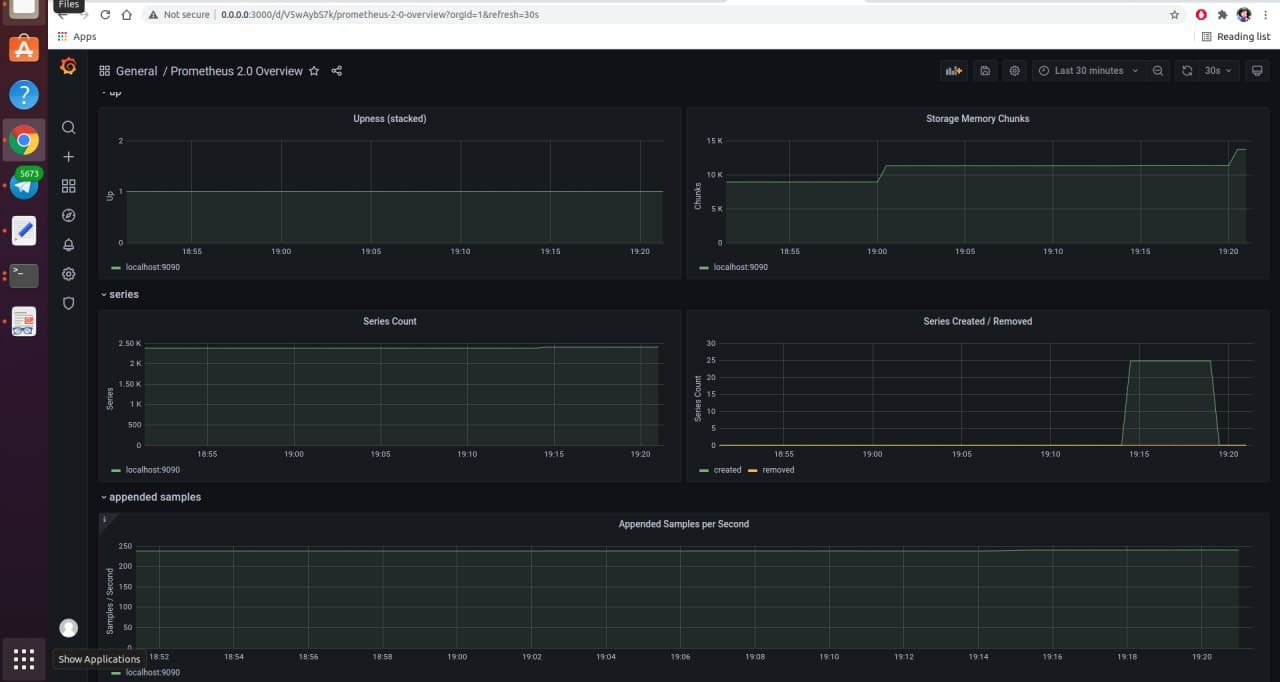 Files
Not secure | 0.0.0.0:3000/d/VSwAybS7k/prometheus-2-0-overview?orgId=1&refresh=30s
Apps
Reading list
General / Prometheus 2.0 Overview
Last 30 minutes
30s
up
5673
Upness (stacked)
2
1
0
Up
18:55 19:00 19:05 19:10 19:15 19:20
localhost:9090
Storage Memory Chunks
15 K
10 K
5 K
0
Chunks
18:55 19:00 19:05 19:10 19:15 19:20
localhost:9090
series
Series Count
2.50 K
2 K
1.50 K
1 K
500
0
Series
18:55 19:00 19:05 19:10 19:15 19:20
localhost:9090
Series Created / Removed
30
25
20
15
10
5
0
Series Count
18:55 19:00 19:05 19:10 19:15 19:20
created removed
appended samples
i
Appended Samples per Second
250
200
150
100
50
0
Samples / Second
18:52 18:54 18:56 18:58 19:00 19:02 19:04 19:06 19:08 19:10 19:12 19:14 19:16 19:18 19:20
localhost:9090
Show Applications